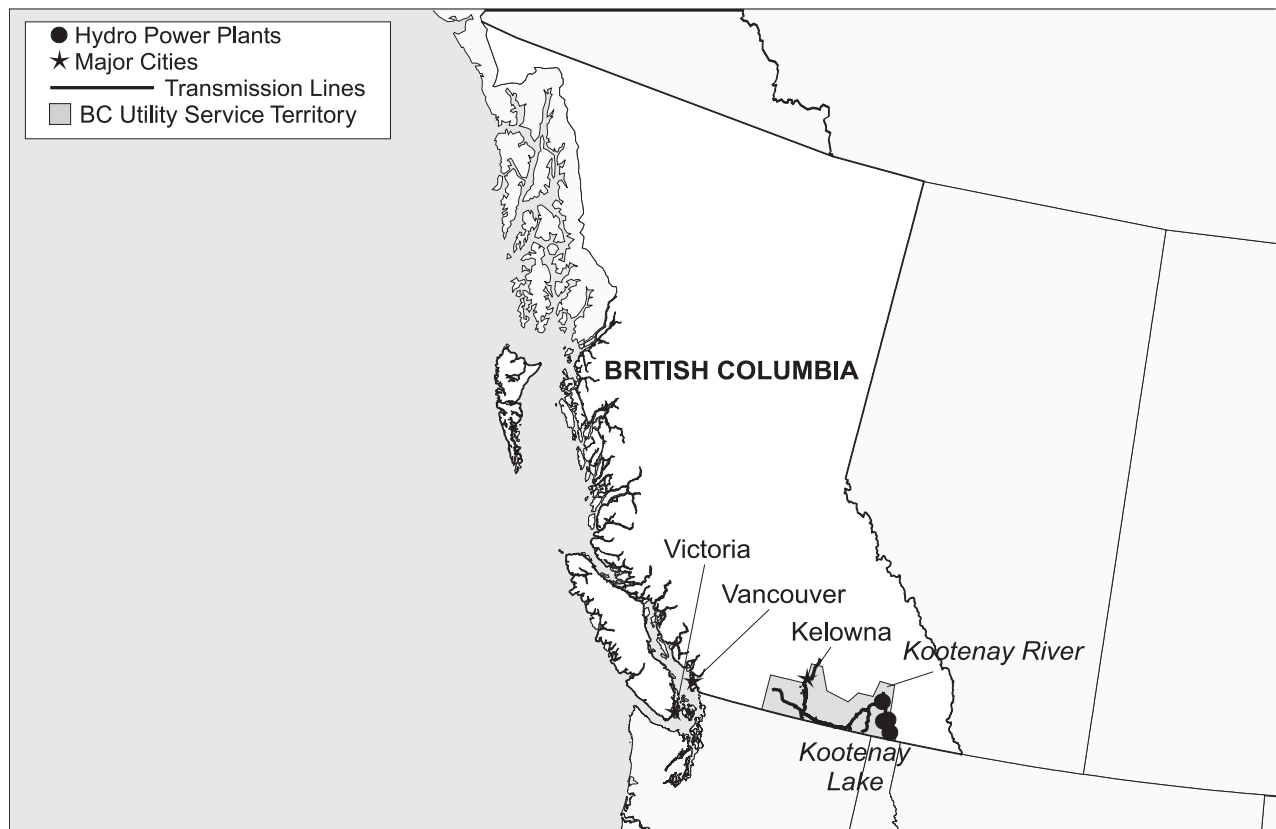 Hydro Power Plants
Major Cities
Transmission Lines
BC Utility Service Territory
BRITISH COLUMBIA
Victoria
Vancouver
Kelowna
Kootenay River
Kootenay
Lake